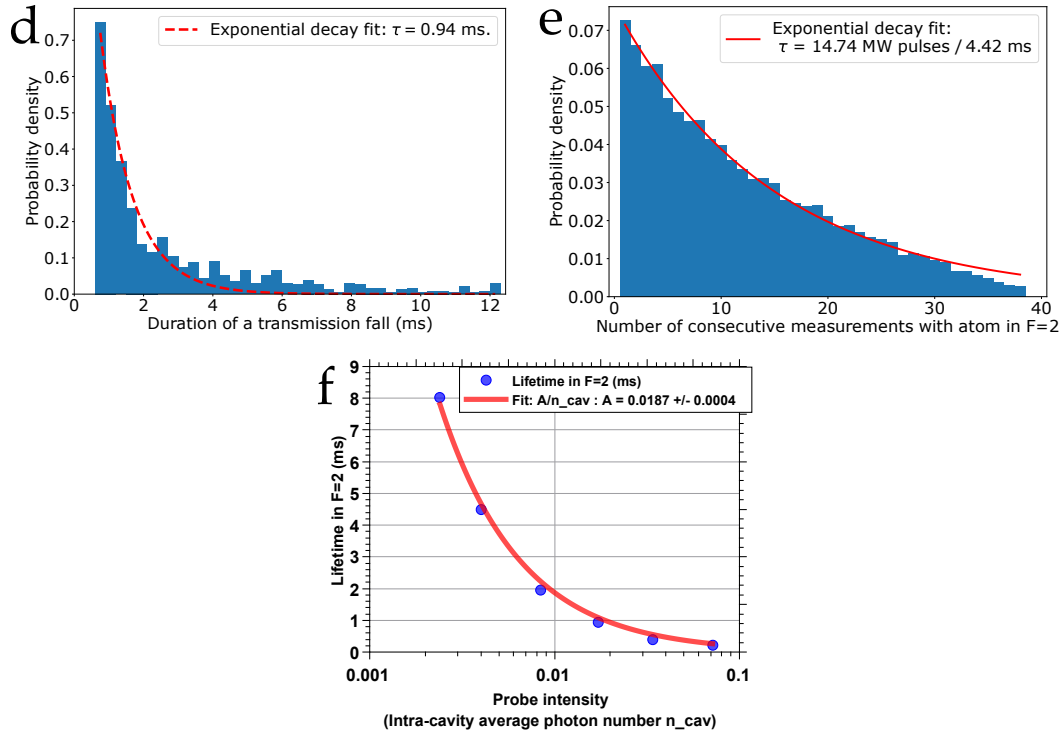 d
Exponential decay fit: τ = 0.94 ms.
Probability density
0.7
0.6
0.5
0.4
0.3
0.2
0.1
0.0
0 2 4 6 8 10 12
Duration of a transmission fall (ms)
e
Exponential decay fit:
τ = 14.74 MW pulses / 4.42 ms
Probability density
0.07
0.06
0.05
0.04
0.03
0.02
0.01
0.00
0 10 20 30 40
Number of consecutive measurements with atom in F=2
f
Lifetime in F=2 (ms)
Fit: A/n_cav : A = 0.0187 +/- 0.0004
Lifetime in F=2 (ms)
9
8
7
6
5
4
3
2
1
0
0.001 0.01 0.1
Probe intensity
(Intra-cavity average photon number n_cav)